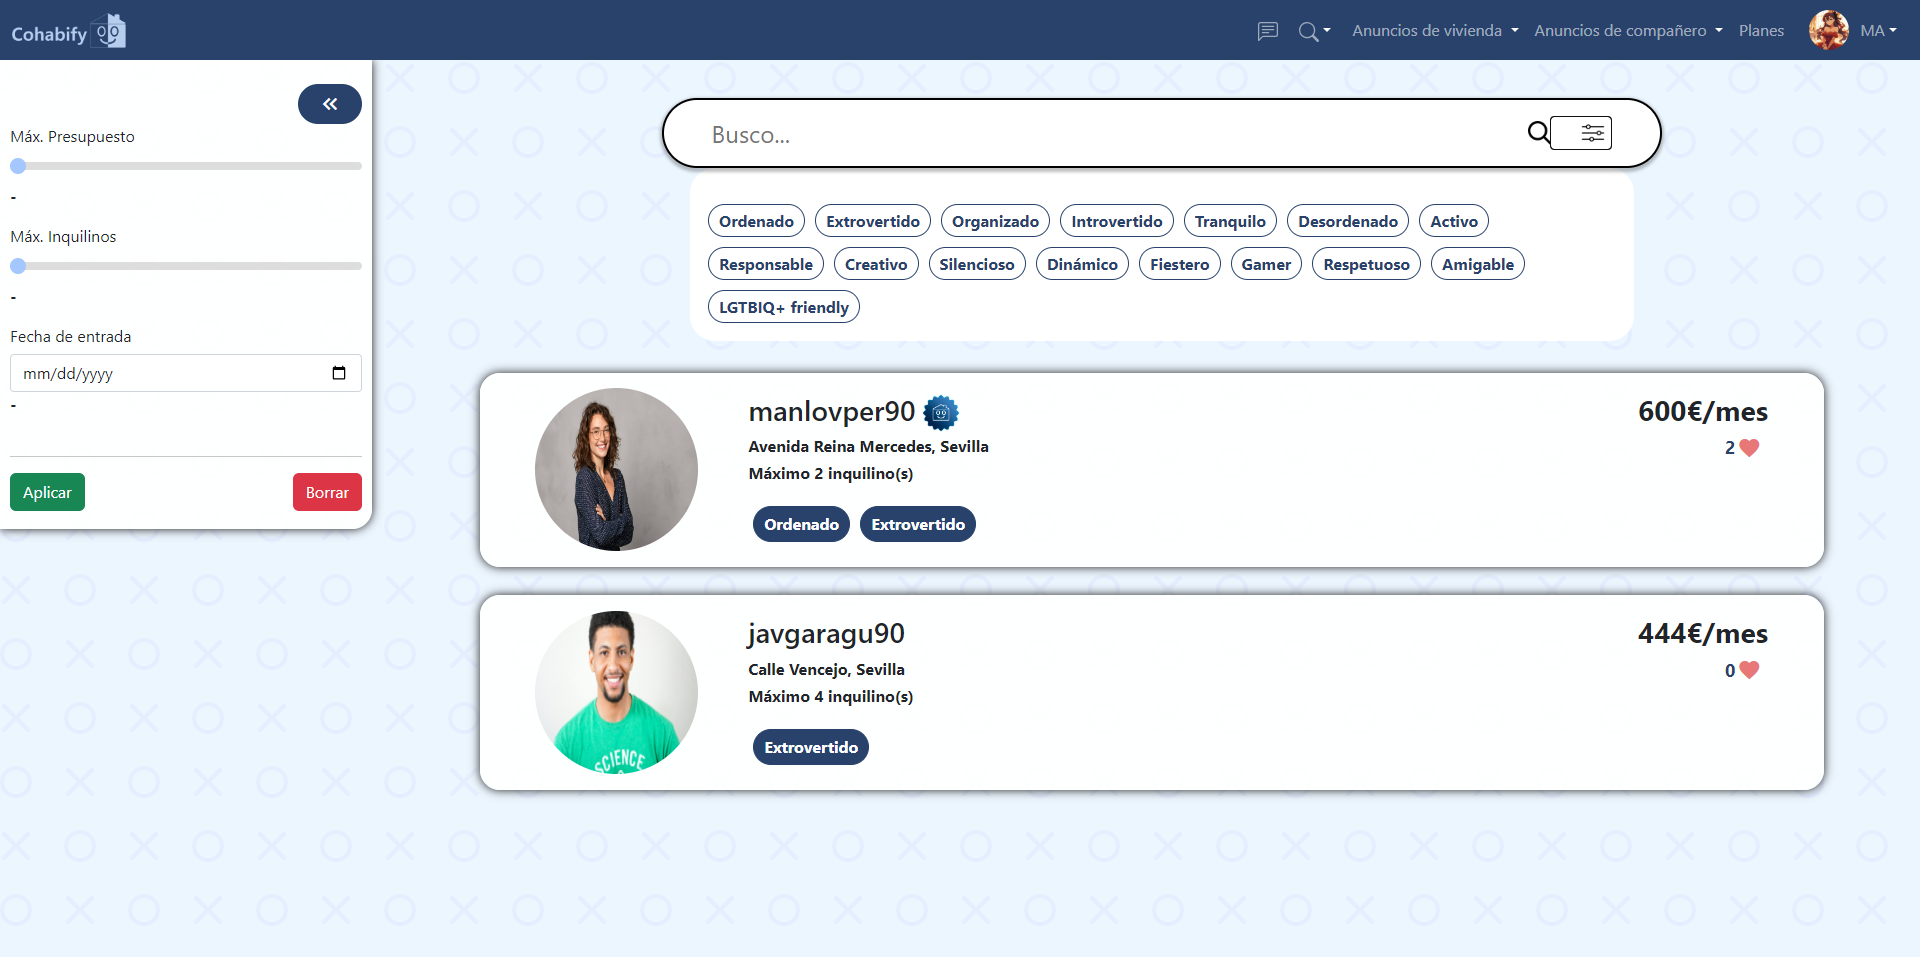 Cohabify
Anuncios de vivienda
Anuncios de compañero
Planes
MA
Máx. Presupuesto
-
Máx. Inquilinos
-
Fecha de entrada
mm/dd/yyyy
-
Aplicar
Borrar
Busco...
Ordenado Extrovertido Organizado Introvertido Tranquilo Desordenado Activo
Responsable Creativo Silencioso Dinámico Fiestero Gamer Respetuoso Amigable
LGTBIQ+ friendly
manlovper90
600€/mes
Avenida Reina Mercedes, Sevilla
2
Máximo 2 inquilino(s)
Ordenado Extrovertido
javgaragu90
444€/mes
Calle Vencejo, Sevilla
0
Máximo 4 inquilino(s)
SCIENCE
Extrovertido